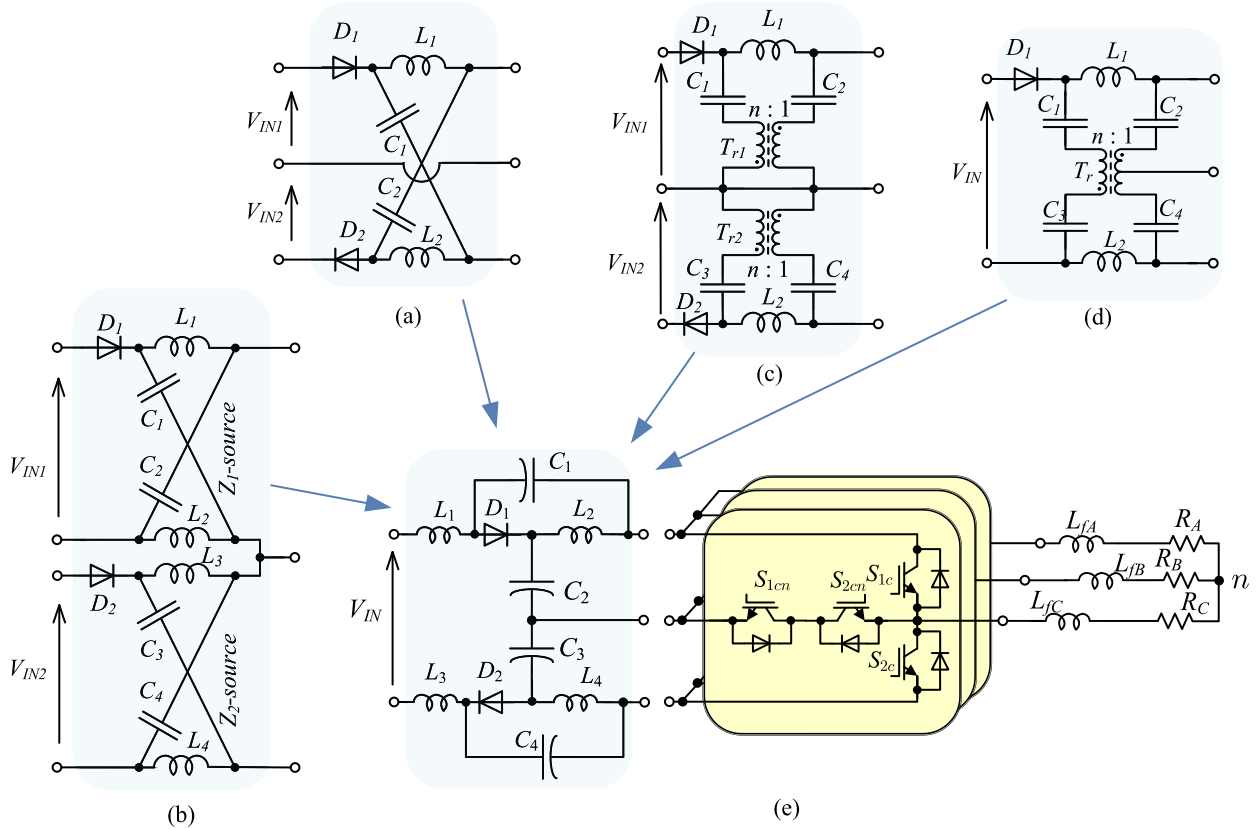 D1
L1
VIN1
C1
C2
VIN2
D2
L2
(a)
D1
L1
C1
C2
n : 1
VIN1
Tr1
Tr2
VIN2
C3
n : 1
C4
D2
L2
(c)
D1
L1
C1
C2
n : 1
VIN
Tr
C3
C4
L2
(d)
D1
L1
C1
VIN1
C2
Z1-source
L2
L3
D2
C3
VIN2
C4
Z2-source
L4
(b)
C1
L1
D1
L2
C2
VIN
C3
L3
D2
L4
C4
S1cn
S2cn
S1c
S2c
LfA
RA
LfB
RB
n
LfC
RC
(e)